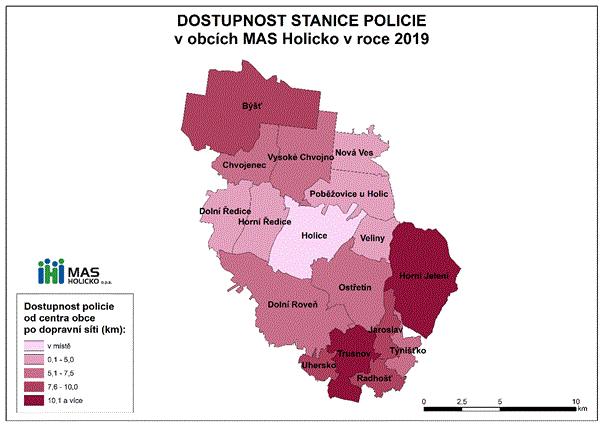 DOSTUPNOST STANICE POLICIE
v obcích MAS Holicko v roce 2019
Býšť
Vysoké Chvojno
Nová Ves
Chvojenec
Poběžovice u Holic
Dolní Ředice
Horní Ředice
Holice
Veliny
Horní Jelení
Ostřetín
Dolní Roveň
Jaroslav
Trusnov
Týnišťko
Uhersko
Radhošť
MAS
HOLICKO o.p.s.
Dostupnost policie
od centra obce
po dopravní síti (km):
v místě
0,1 - 5,0
5,1 - 7,5
7,6 - 10,0
10,1 a více
0 2,5 5 10
km